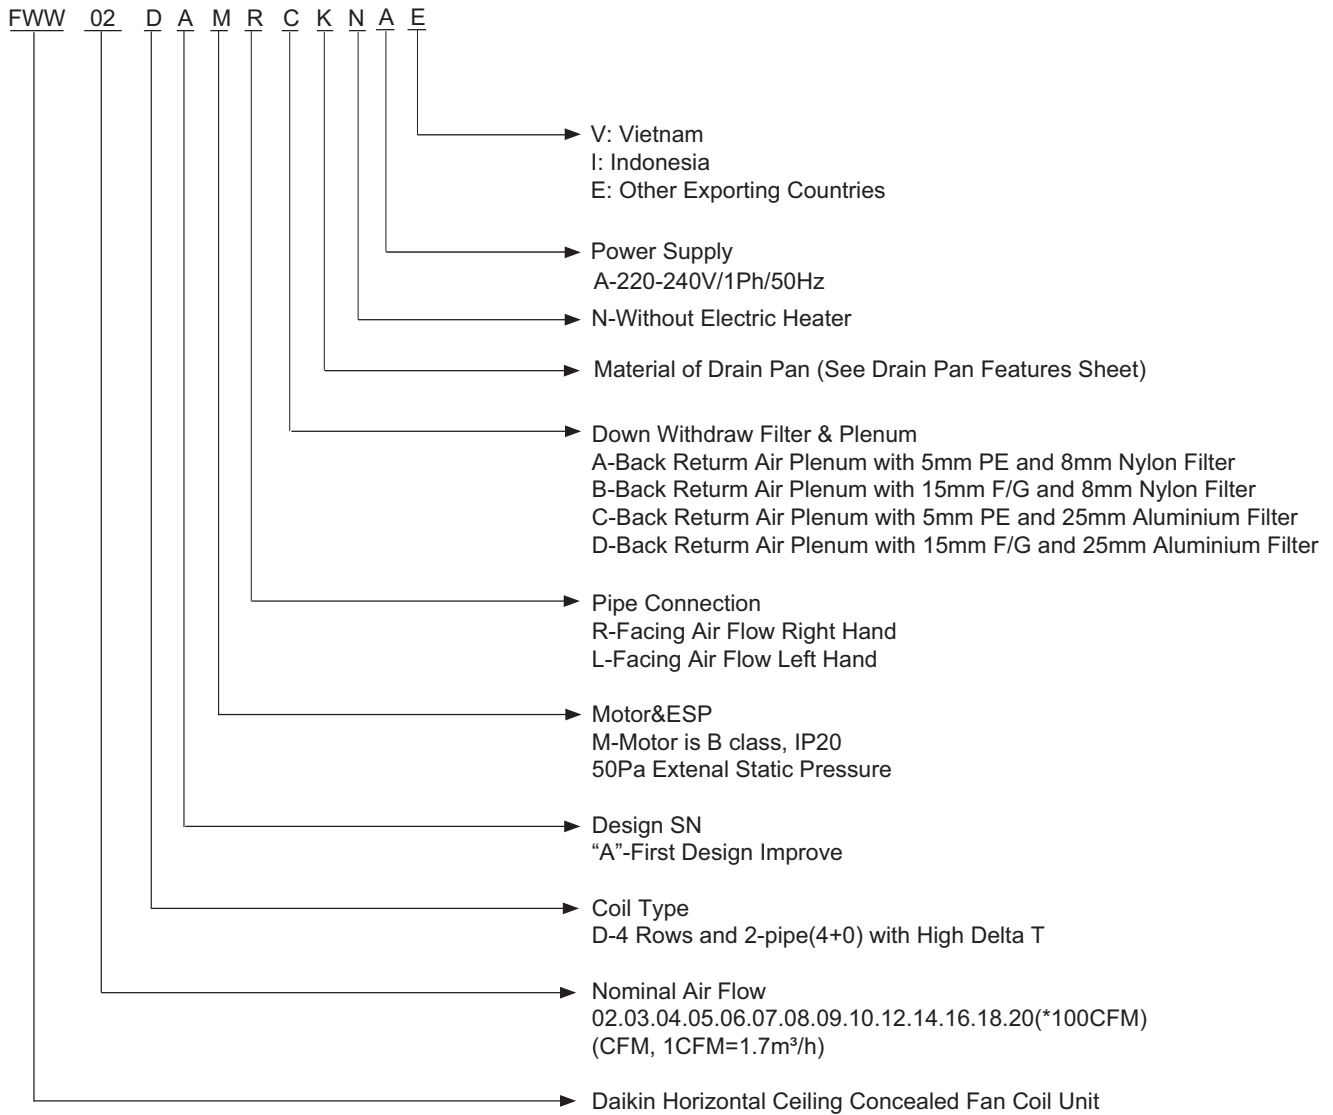 FWW 02 D A M R C K N A E
V: Vietnam
I: Indonesia
E: Other Exporting Countries
Power Supply
A-220-240V/1Ph/50Hz
N-Without Electric Heater
Material of Drain Pan (See Drain Pan Features Sheet)
Down Withdraw Filter & Plenum
A-Back Returm Air Plenum with 5mm PE and 8mm Nylon Filter
B-Back Returm Air Plenum with 15mm F/G and 8mm Nylon Filter
C-Back Returm Air Plenum with 5mm PE and 25mm Aluminium Filter
D-Back Returm Air Plenum with 15mm F/G and 25mm Aluminium Filter
Pipe Connection
R-Facing Air Flow Right Hand
L-Facing Air Flow Left Hand
Motor&ESP
M-Motor is B class, IP20
50Pa Extenal Static Pressure
Design SN
“A”-First Design Improve
Coil Type
D-4 Rows and 2-pipe(4+0) with High Delta T
Nominal Air Flow
02.03.04.05.06.07.08.09.10.12.14.16.18.20(*100CFM)
(CFM, 1CFM=1.7m³/h)
Daikin Horizontal Ceiling Concealed Fan Coil Unit